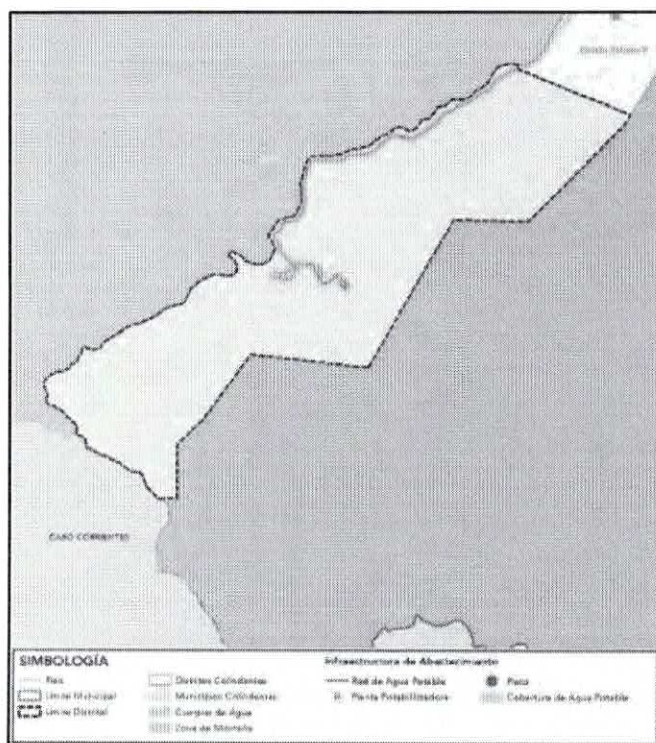 CABO CORRIENTES
SIMBOLOGÍA
Límite Municipal
Límite Distrital
Distritos Colindantes
Municipios Colindantes
Cuerpos de Agua
Zona de Montaña
Infraestructura de Abastecimiento
Red de Agua Potable
Planta Potabilizadora
Pozo
Cobertura de Agua Potable